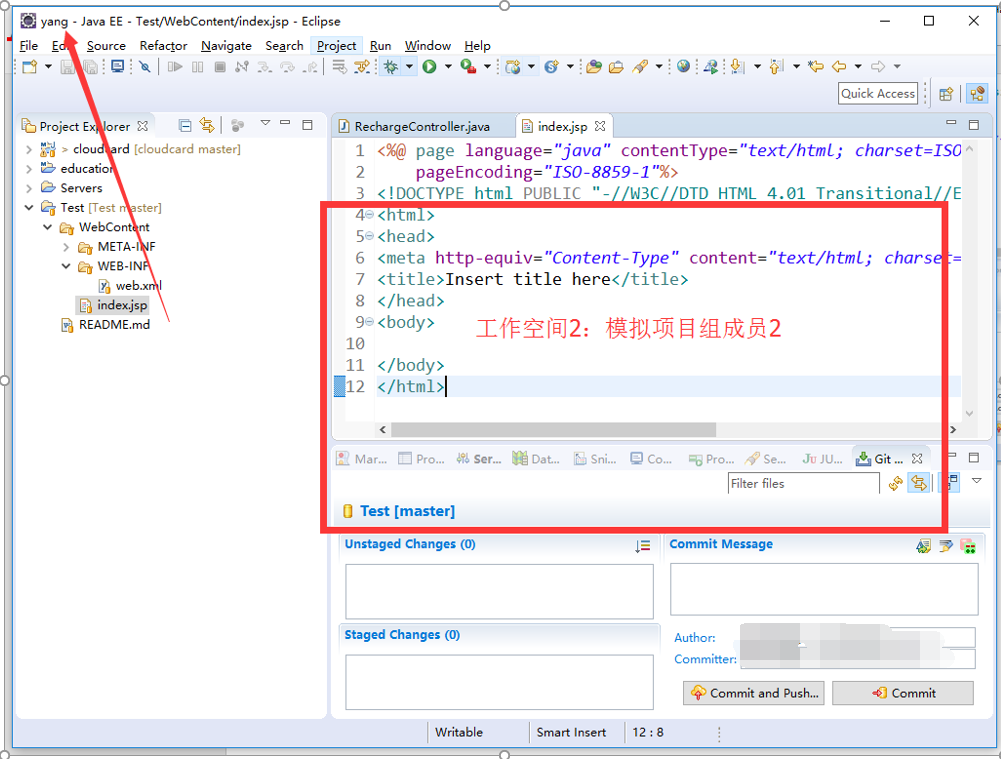 yang - Java EE - Test/WebContent/index.jsp - Eclipse
File Source Refactor Navigate Search Project Run Window Help
Quick Access
Project Explorer
> cloudcard [cloudcard master]
education
Servers
Test [Test master]
WebContent
META-INF
WEB-INF
web.xml
index.jsp
README.md
RechargeController.java
index.jsp
1 <%@ page language="java" contentType="text/html; charset=ISO
2 pageEncoding="ISO-8859-1"%>
3 <!DOCTYPE html PUBLIC "-//W3C//DTD HTML 4.01 Transitional//E
4 <html>
5 <head>
6 <meta http-equiv="Content-Type" content="text/html; charset=
7 <title>Insert title here</title>
8 </head>
9 <body>
工作空间2：模拟项目组成员2
10
11 </body>
12 </html>
Mar... Pro... Ser... Dat... Sni... Co... Pro... Se... JU... Git ...
Filter files
Test [master]
Unstaged Changes (0)
Commit Message
Staged Changes (0)
Author:
Committer:
Commit and Push...
Commit
Writable
Smart Insert
12 : 8